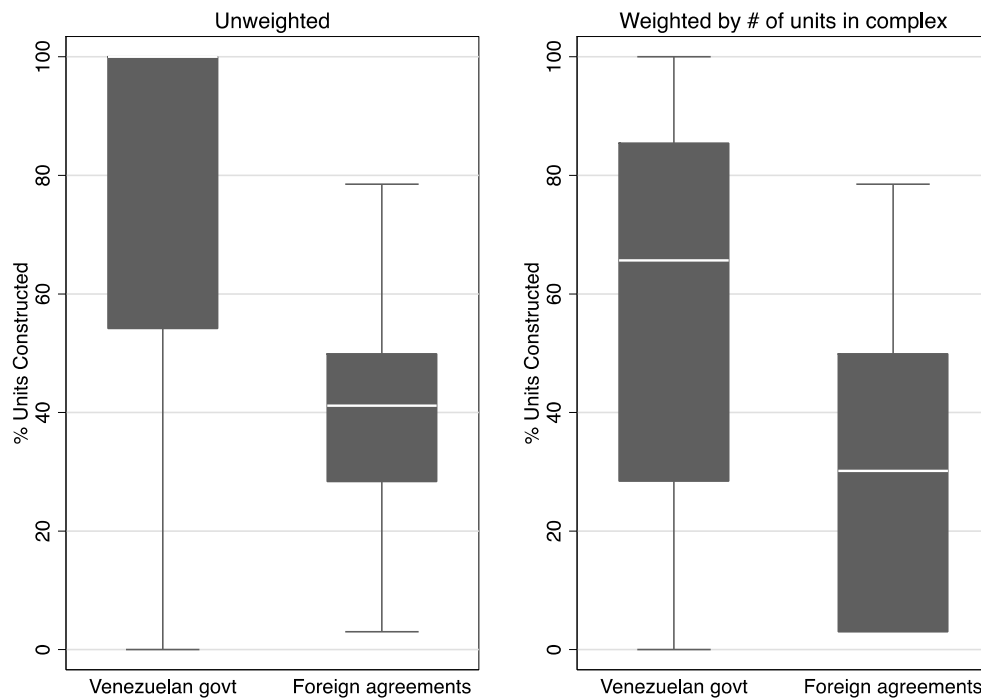 Unweighted
% Units Constructed
100
80
60
40
20
0
Venezuelan govt
Foreign agreements
Weighted by # of units in complex
% Units Constructed
100
80
60
40
20
0
Venezuelan govt
Foreign agreements